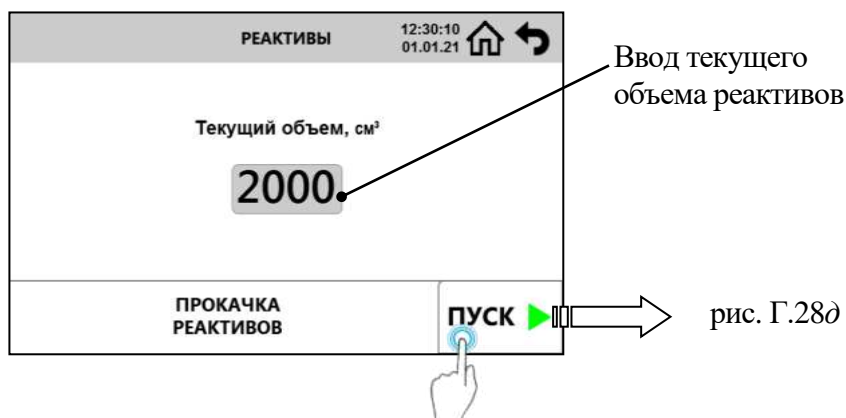 РЕАКТИВЫ
12:30:10
01.01.21
Ввод текущего
объема реактивов
Текущий объем, см³
2000
ПРОКАЧКА
РЕАКТИВОВ
ПУСК
рис. Г.28д